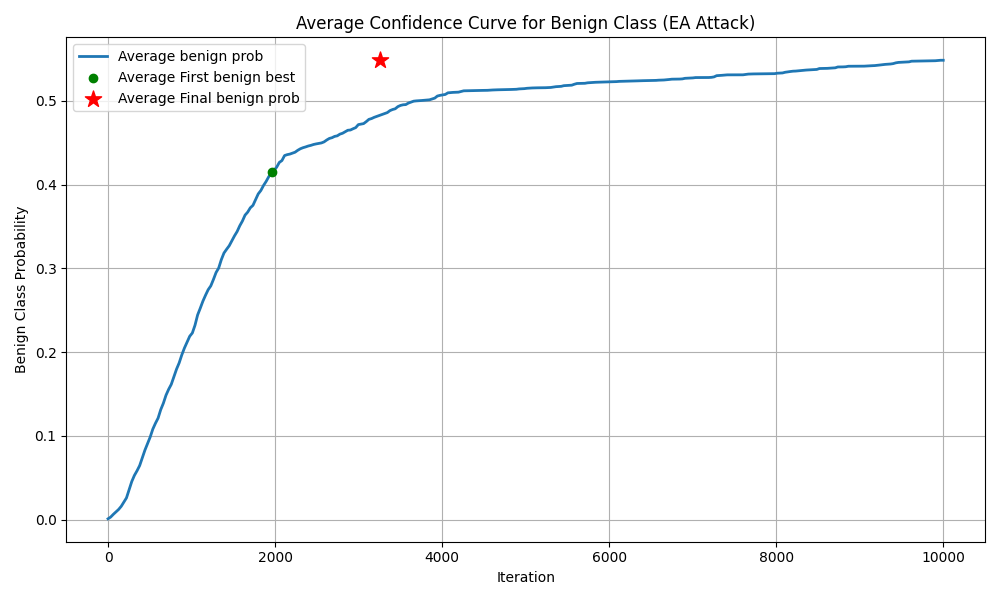 Average Confidence Curve for Benign Class (EA Attack)
Average benign prob
Average First benign best
Average Final benign prob
Benign Class Probability
0.5
0.4
0.3
0.2
0.1
0.0
0 2000 4000 6000 8000 10000
Iteration